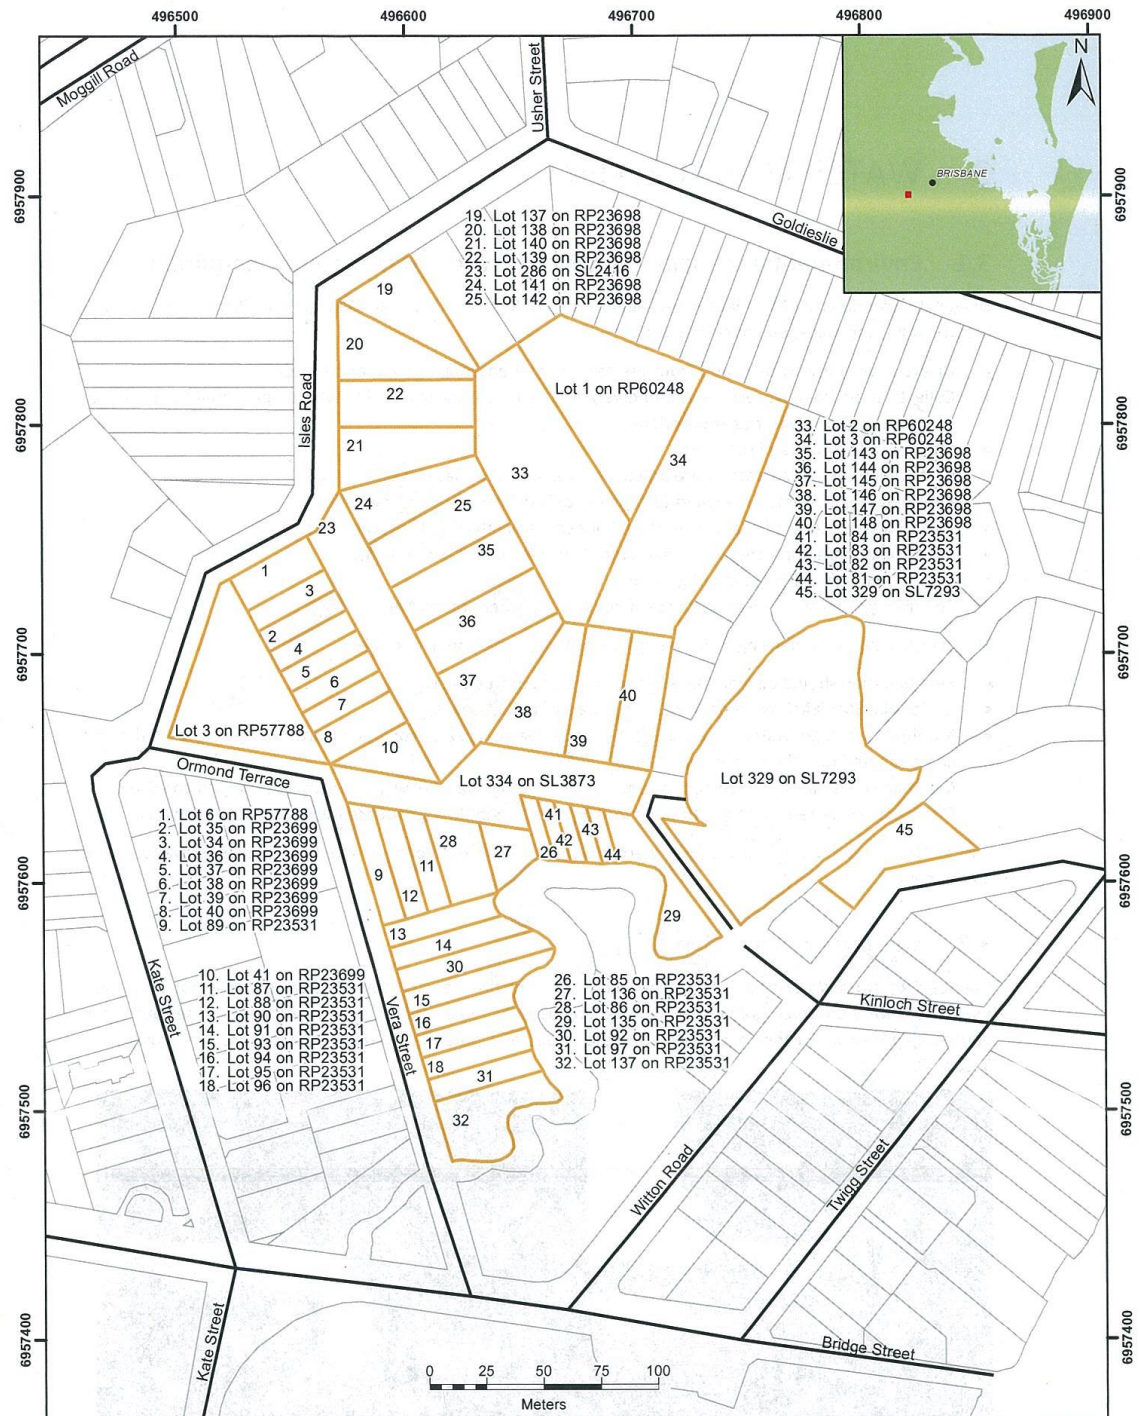 496500 496600 496700 496800 496900
Moggill Road
Usher Street
N
BRISBANE
6957900
6957900
Goldieslie
19. Lot 137 on RP23698
20. Lot 138 on RP23698
21. Lot 140 on RP23698
22. Lot 139 on RP23698
23. Lot 286 on SL2416
24. Lot 141 on RP23698
25. Lot 142 on RP23698
19
20
22
21
Isles Road
Lot 1 on RP60248
6957800
6957800
33
34
33. Lot 2 on RP60248
34. Lot 3 on RP60248
35. Lot 143 on RP23698
36. Lot 144 on RP23698
37. Lot 145 on RP23698
38. Lot 146 on RP23698
39. Lot 147 on RP23698
40. Lot 148 on RP23698
41. Lot 84 on RP23531
42. Lot 83 on RP23531
43. Lot 82 on RP23531
44. Lot 81 on RP23531
45. Lot 329 on SL7293
24
25
23
35
1
3
36
2
4
5
6
37
7
8
10
38
39
40
6957700
6957700
Lot 3 on RP57788
Ormond Terrace
Lot 334 on SL3873
Lot 329 on SL7293
1. Lot 6 on RP57788
2. Lot 35 on RP23699
3. Lot 34 on RP23699
4. Lot 36 on RP23699
5. Lot 37 on RP23699
6. Lot 38 on RP23699
7. Lot 39 on RP23699
8. Lot 40 on RP23699
9. Lot 89 on RP23531
28
27
26
41
42
43
44
45
9
11
12
29
6957600
6957600
13
14
30
15
16
17
18
31
32
10. Lot 41 on RP23699
11. Lot 87 on RP23531
12. Lot 88 on RP23531
13. Lot 90 on RP23531
14. Lot 91 on RP23531
15. Lot 93 on RP23531
16. Lot 94 on RP23531
17. Lot 95 on RP23531
18. Lot 96 on RP23531
26. Lot 85 on RP23531
27. Lot 136 on RP23531
28. Lot 86 on RP23531
29. Lot 135 on RP23531
30. Lot 92 on RP23531
31. Lot 97 on RP23531
32. Lot 137 on RP23531
Kate Street
Vera Street
Kinloch Street
6957500
6957500
Witton Road
Twigg Street
Kate Street
Bridge Street
6957400
6957400
0 25 50 75 100
Meters